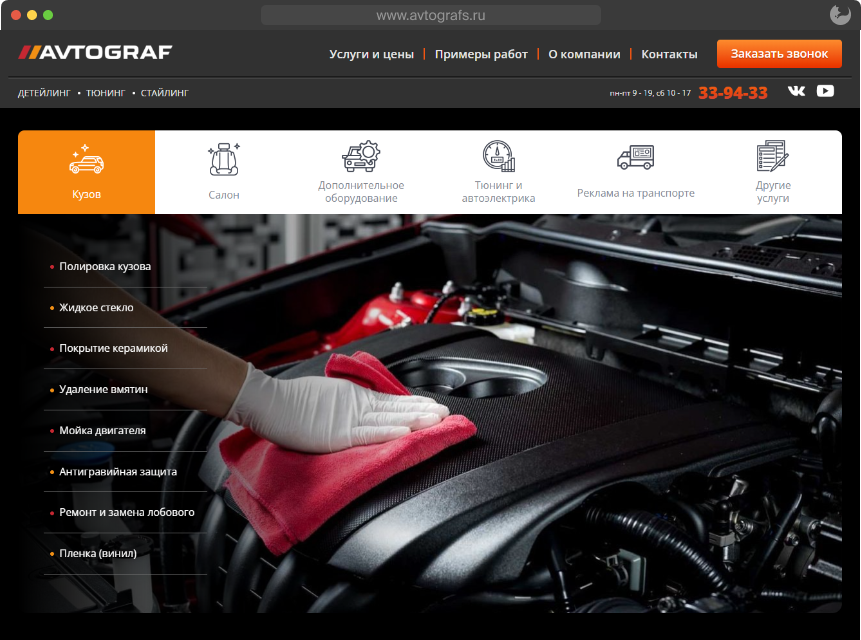 www.avtografs.ru
AVTOGRAF
Услуги и цены | Примеры работ | О компании | Контакты
Заказать звонок
ДЕТЕЙЛИНГ • ТЮНИНГ • СТАЙЛИНГ
пн-пт 9 - 19, сб 10 - 17 33-94-33
Кузов
Салон
Дополнительное
оборудование
Тюнинг и
автоэлектрика
Реклама на транспорте
Другие
услуги
• Полировка кузова
• Жидкое стекло
• Покрытие керамикой
• Удаление вмятин
• Мойка двигателя
• Антигравийная защита
• Ремонт и замена лобового
• Пленка (винил)